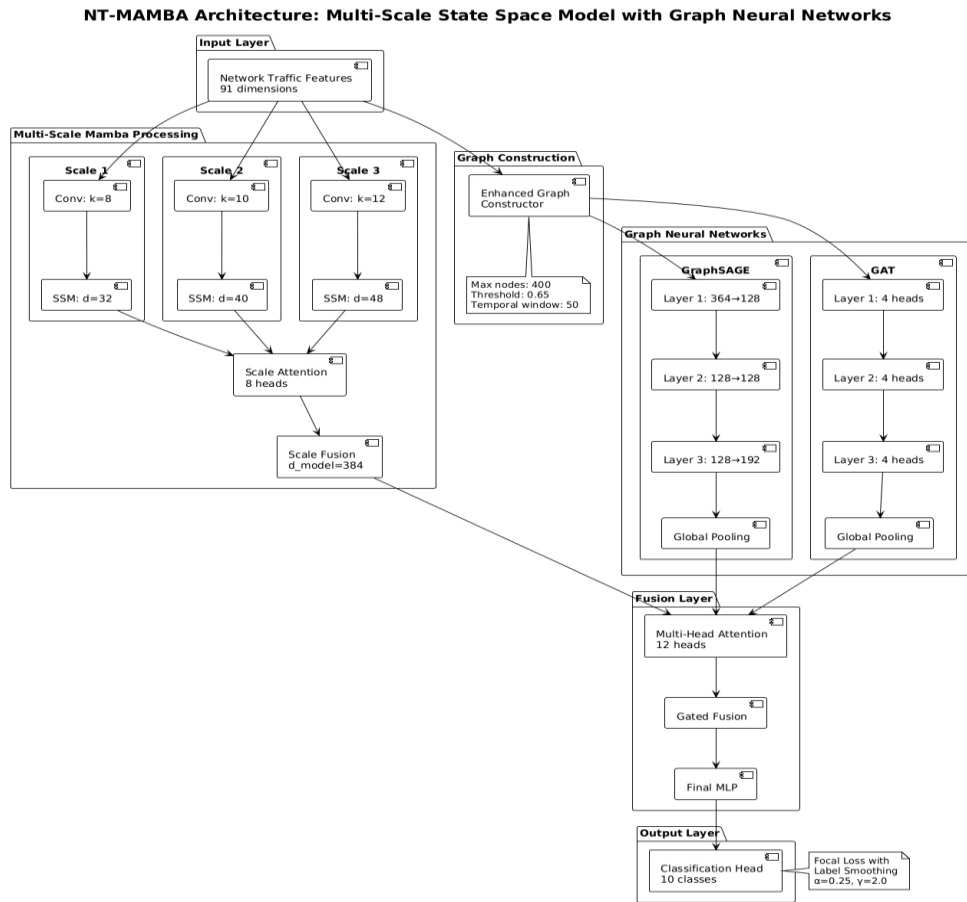 NT-MAMBA Architecture: Multi-Scale State Space Model with Graph Neural Networks
Input Layer
Network Traffic Features
91 dimensions
Multi-Scale Mamba Processing
Scale 1
Conv: k=8
SSM: d=32
Scale 2
Conv: k=10
SSM: d=40
Scale 3
Conv: k=12
SSM: d=48
Scale Attention
8 heads
Scale Fusion
d_model=384
Graph Construction
Enhanced Graph
Constructor
Max nodes: 400
Threshold: 0.65
Temporal window: 50
Graph Neural Networks
GraphSAGE
Layer 1: 364→128
Layer 2: 128→128
Layer 3: 128→192
Global Pooling
GAT
Layer 1: 4 heads
Layer 2: 4 heads
Layer 3: 4 heads
Global Pooling
Fusion Layer
Multi-Head Attention
12 heads
Gated Fusion
Final MLP
Output Layer
Classification Head
10 classes
Focal Loss with
Label Smoothing
α=0.25, γ=2.0